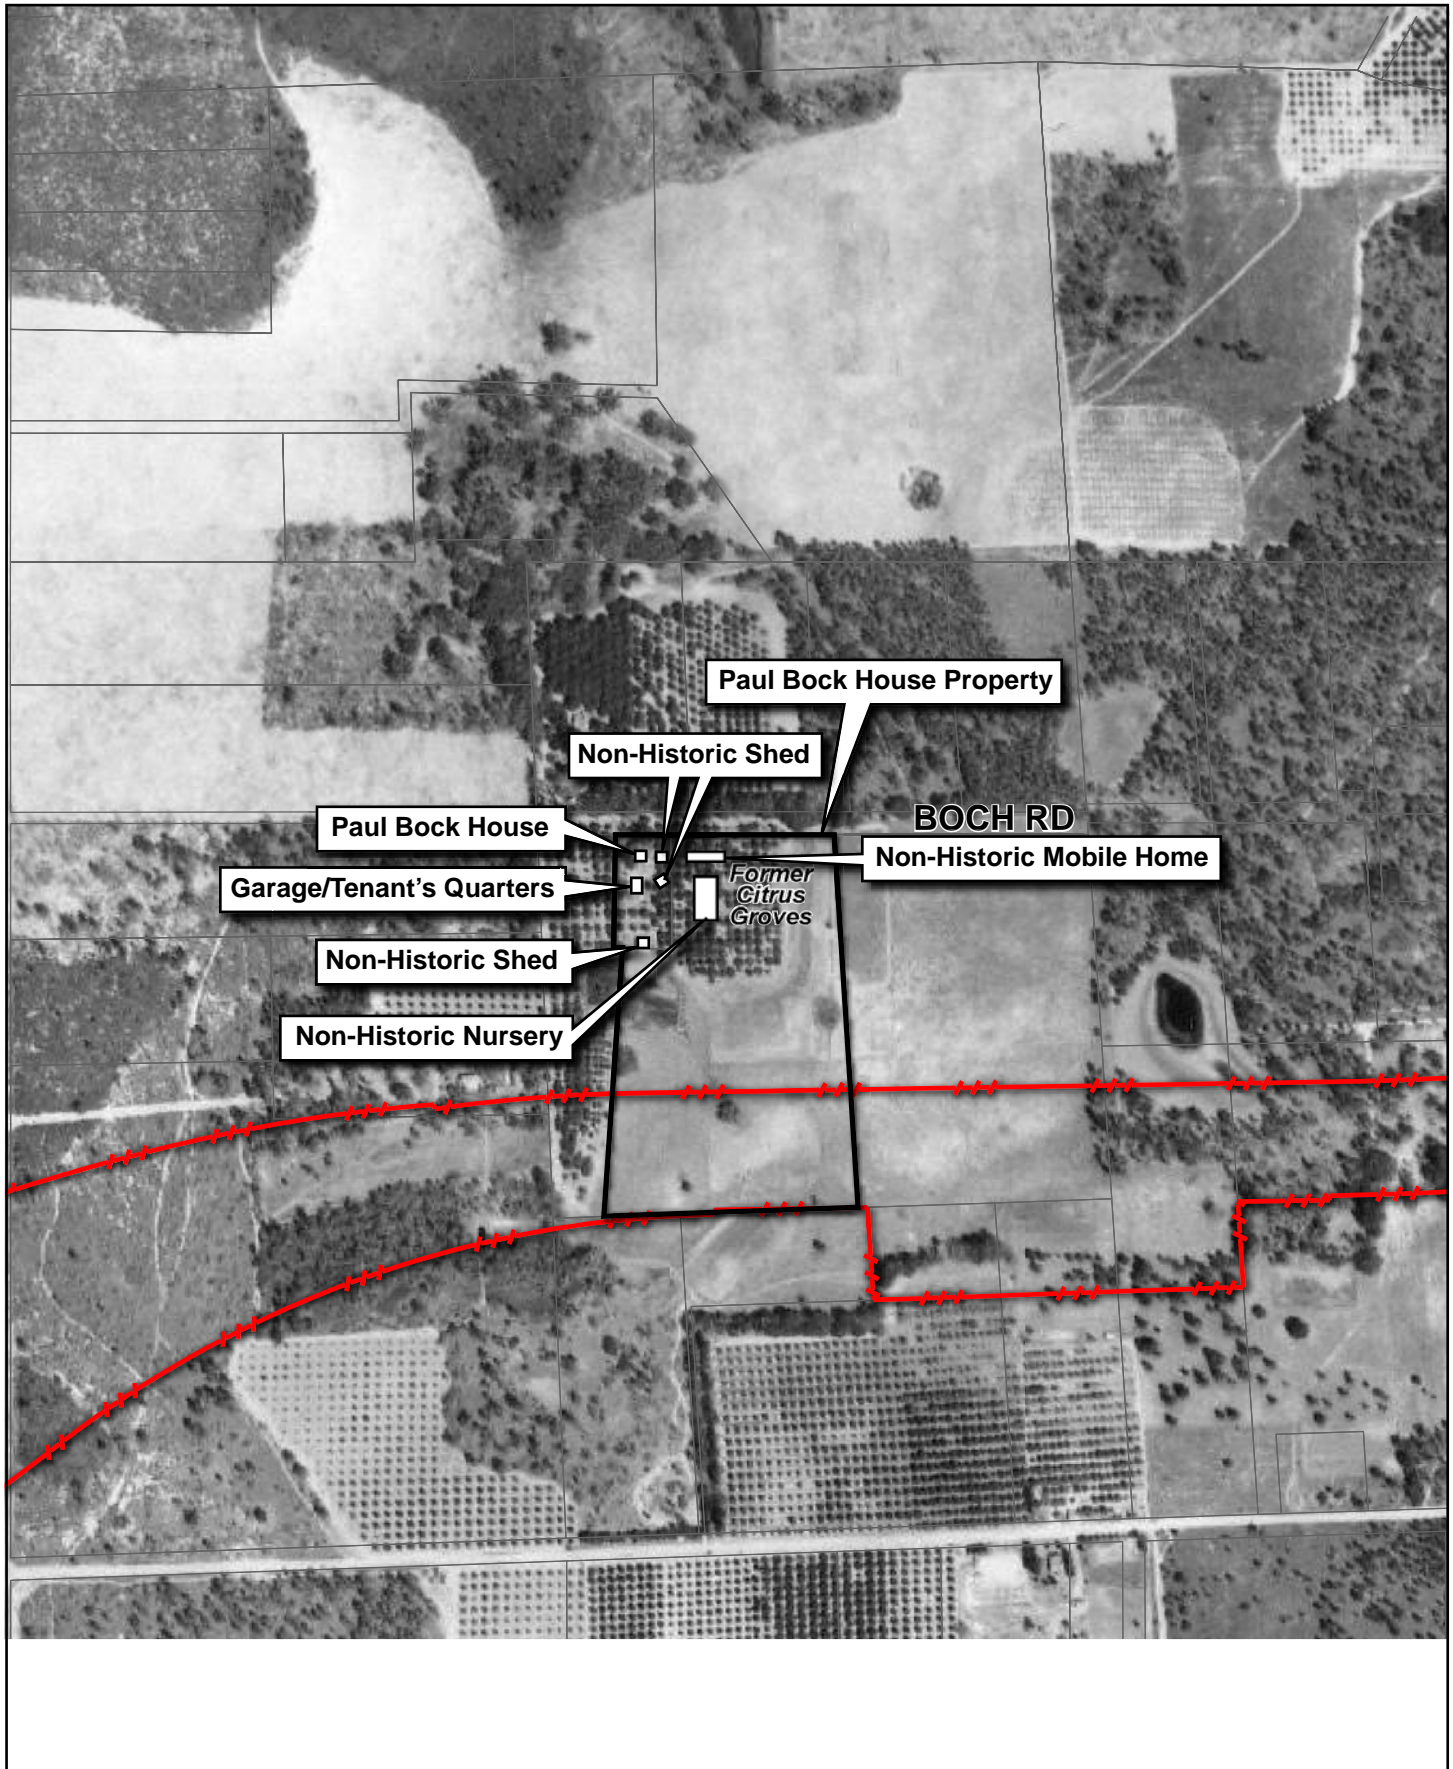 Paul Bock House Property
Non-Historic Shed
BOCH RD
Paul Bock House
Non-Historic Mobile Home
Former
Citrus
Groves
Garage/Tenant's Quarters
Non-Historic Shed
Non-Historic Nursery